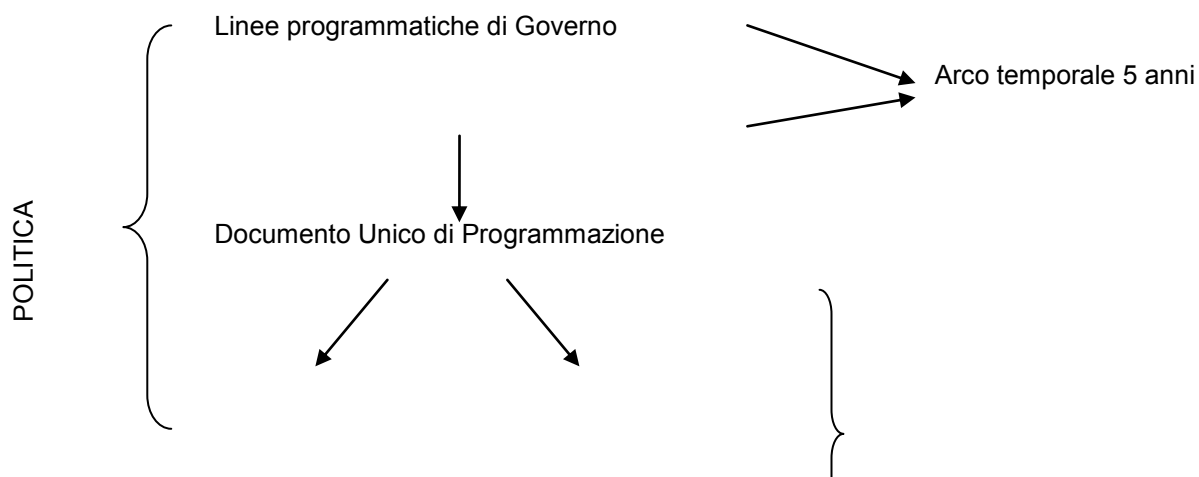 Linee programmatiche di Governo
Arco temporale 5 anni
POLITICA
Documento Unico di Programmazione